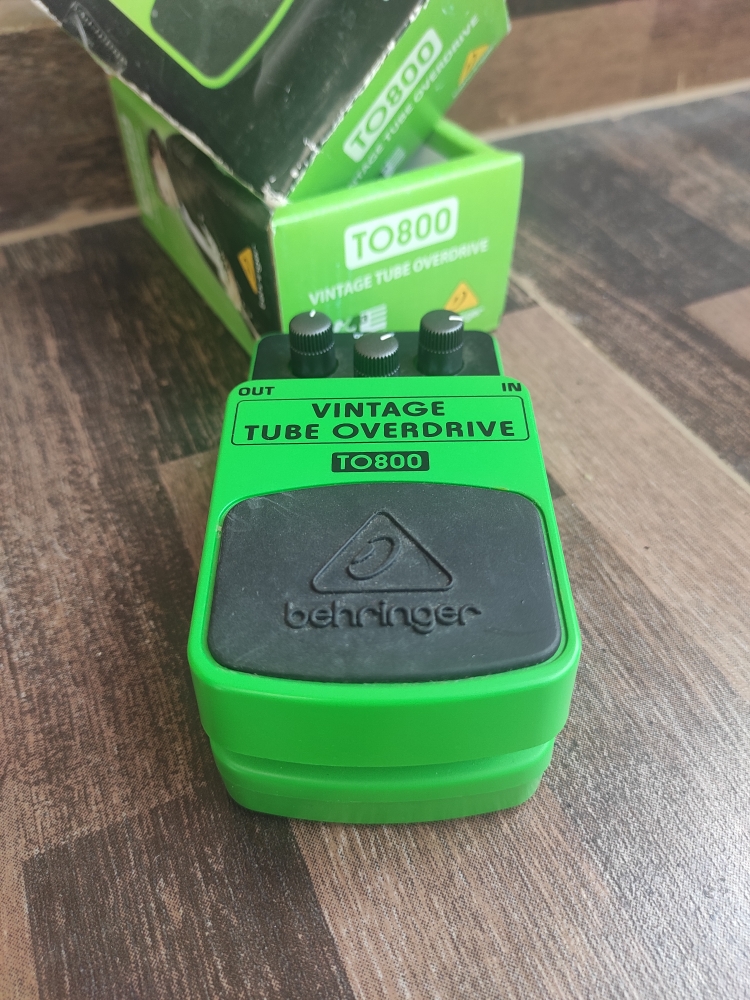 TO800
VINTAGE TUBE OVERDRIVE
TO800
VINTAGE TUBE OVERDRIVE
OUT
IN
VINTAGE
TUBE OVERDRIVE
TO800
behringer